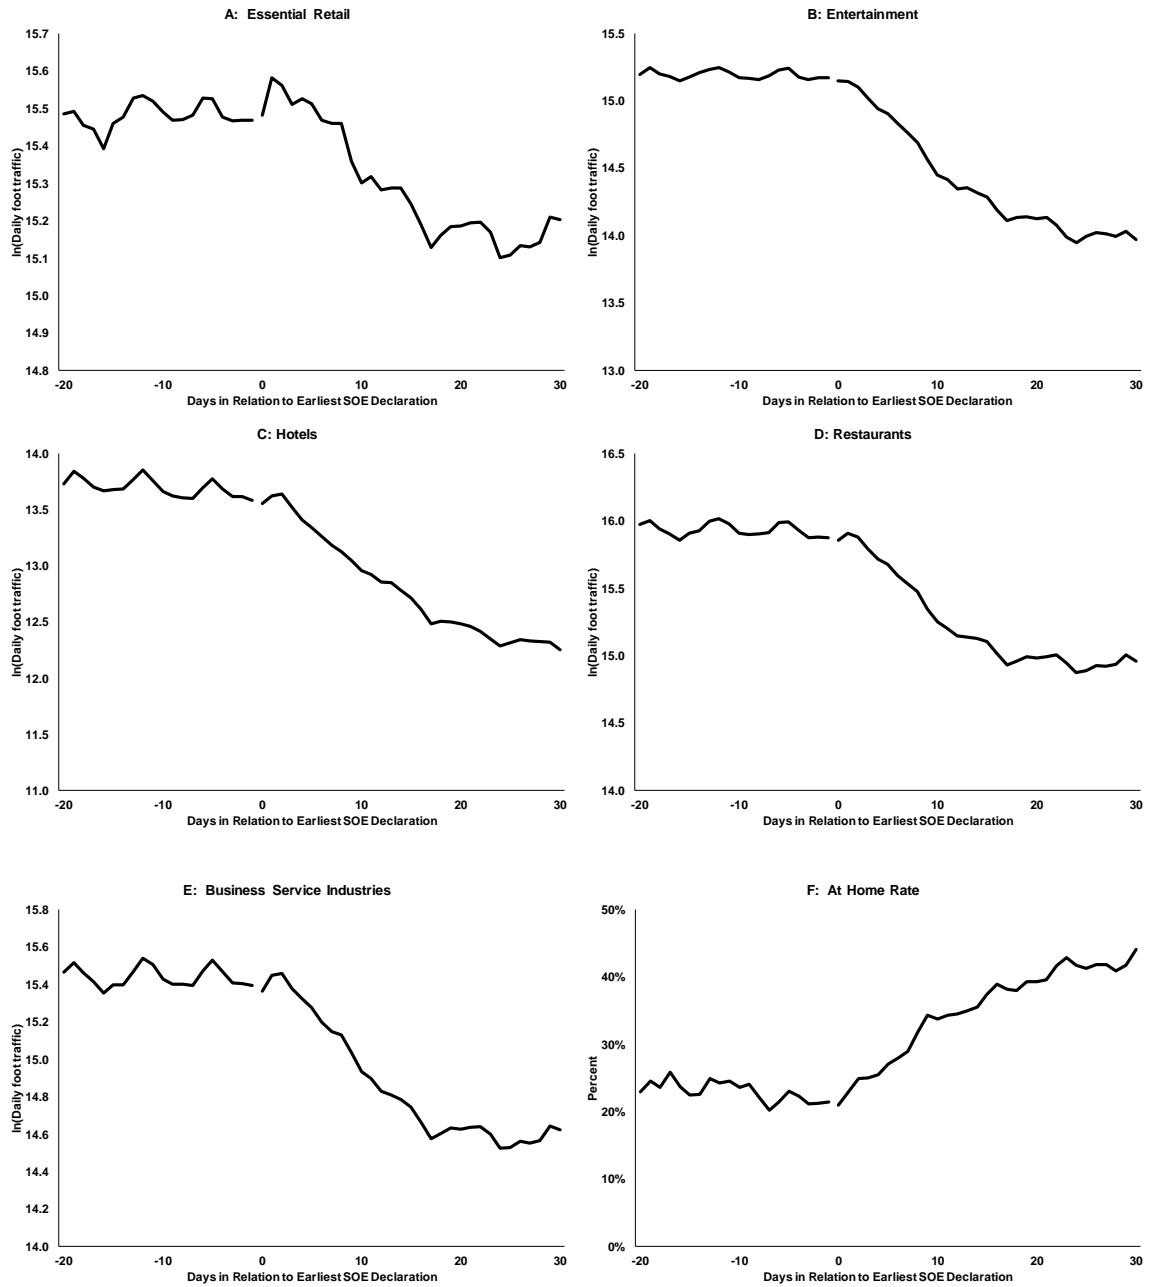 A: Essential Retail
15.7
15.6
15.5
15.4
15.3
15.2
15.1
15.0
14.9
14.8
ln(Daily foot traffic)
-20 -10 0 10 20 30
Days in Relation to Earliest SOE Declaration
B: Entertainment
15.5
15.0
14.5
14.0
13.5
13.0
ln(Daily foot traffic)
-20 -10 0 10 20 30
Days in Relation to Earliest SOE Declaration
C: Hotels
14.0
13.5
13.0
12.5
12.0
11.5
11.0
ln(Daily foot traffic)
-20 -10 0 10 20 30
Days in Relation to Earliest SOE Declaration
D: Restaurants
16.5
16.0
15.5
15.0
14.5
14.0
ln(Daily foot traffic)
-20 -10 0 10 20 30
Days in Relation to Earliest SOE Declaration
E: Business Service Industries
15.8
15.6
15.4
15.2
15.0
14.8
14.6
14.4
14.2
14.0
ln(Daily foot traffic)
-20 -10 0 10 20 30
Days in Relation to Earliest SOE Declaration
F: At Home Rate
50%
40%
30%
20%
10%
0%
Percent
-20 -10 0 10 20 30
Days in Relation to Earliest SOE Declaration